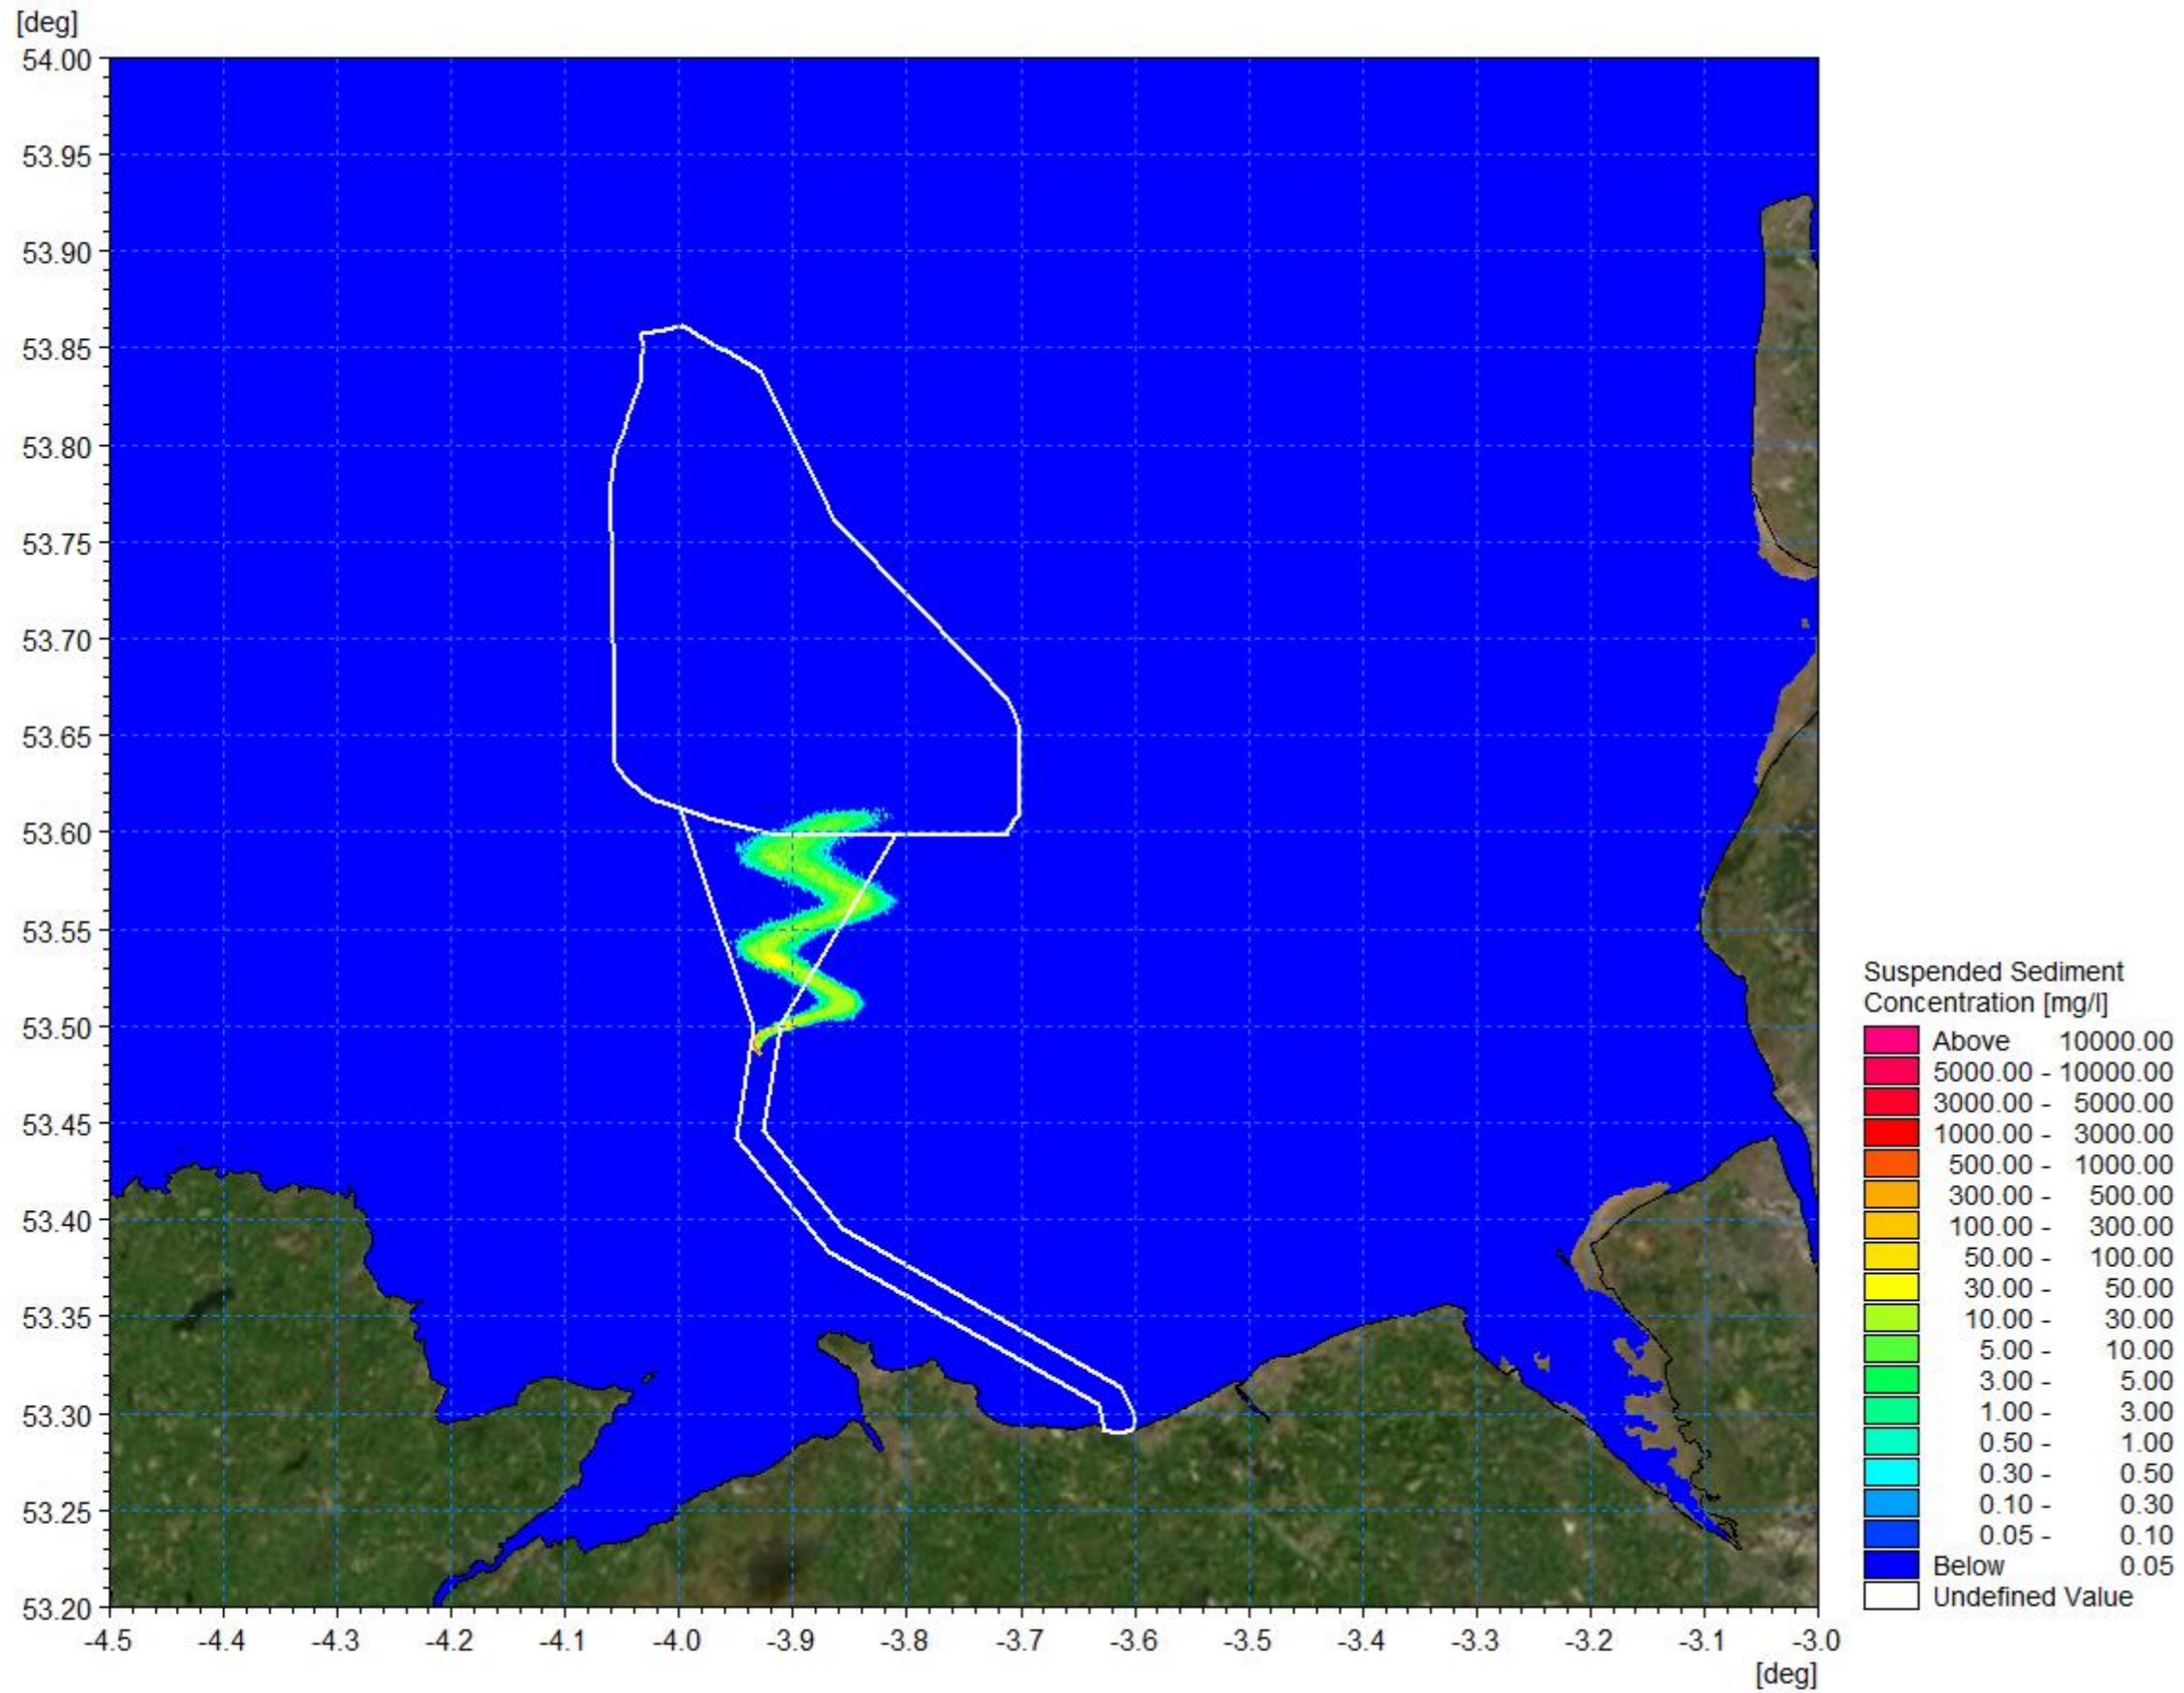 [deg]
54.00
53.95
53.90
53.85
53.80
53.75
53.70
53.65
53.60
53.55
53.50
53.45
53.40
53.35
53.30
53.25
53.20
-4.5 -4.4 -4.3 -4.2 -4.1 -4.0 -3.9 -3.8 -3.7 -3.6 -3.5 -3.4 -3.3 -3.2 -3.1 -3.0
[deg]
Suspended Sediment
Concentration [mg/l]
Above 10000.00
5000.00 - 10000.00
3000.00 - 5000.00
1000.00 - 3000.00
500.00 - 1000.00
300.00 - 500.00
100.00 - 300.00
50.00 - 100.00
30.00 - 50.00
10.00 - 30.00
5.00 - 10.00
3.00 - 5.00
1.00 - 3.00
0.50 - 1.00
0.30 - 0.50
0.10 - 0.30
0.05 - 0.10
Below 0.05
Undefined Value